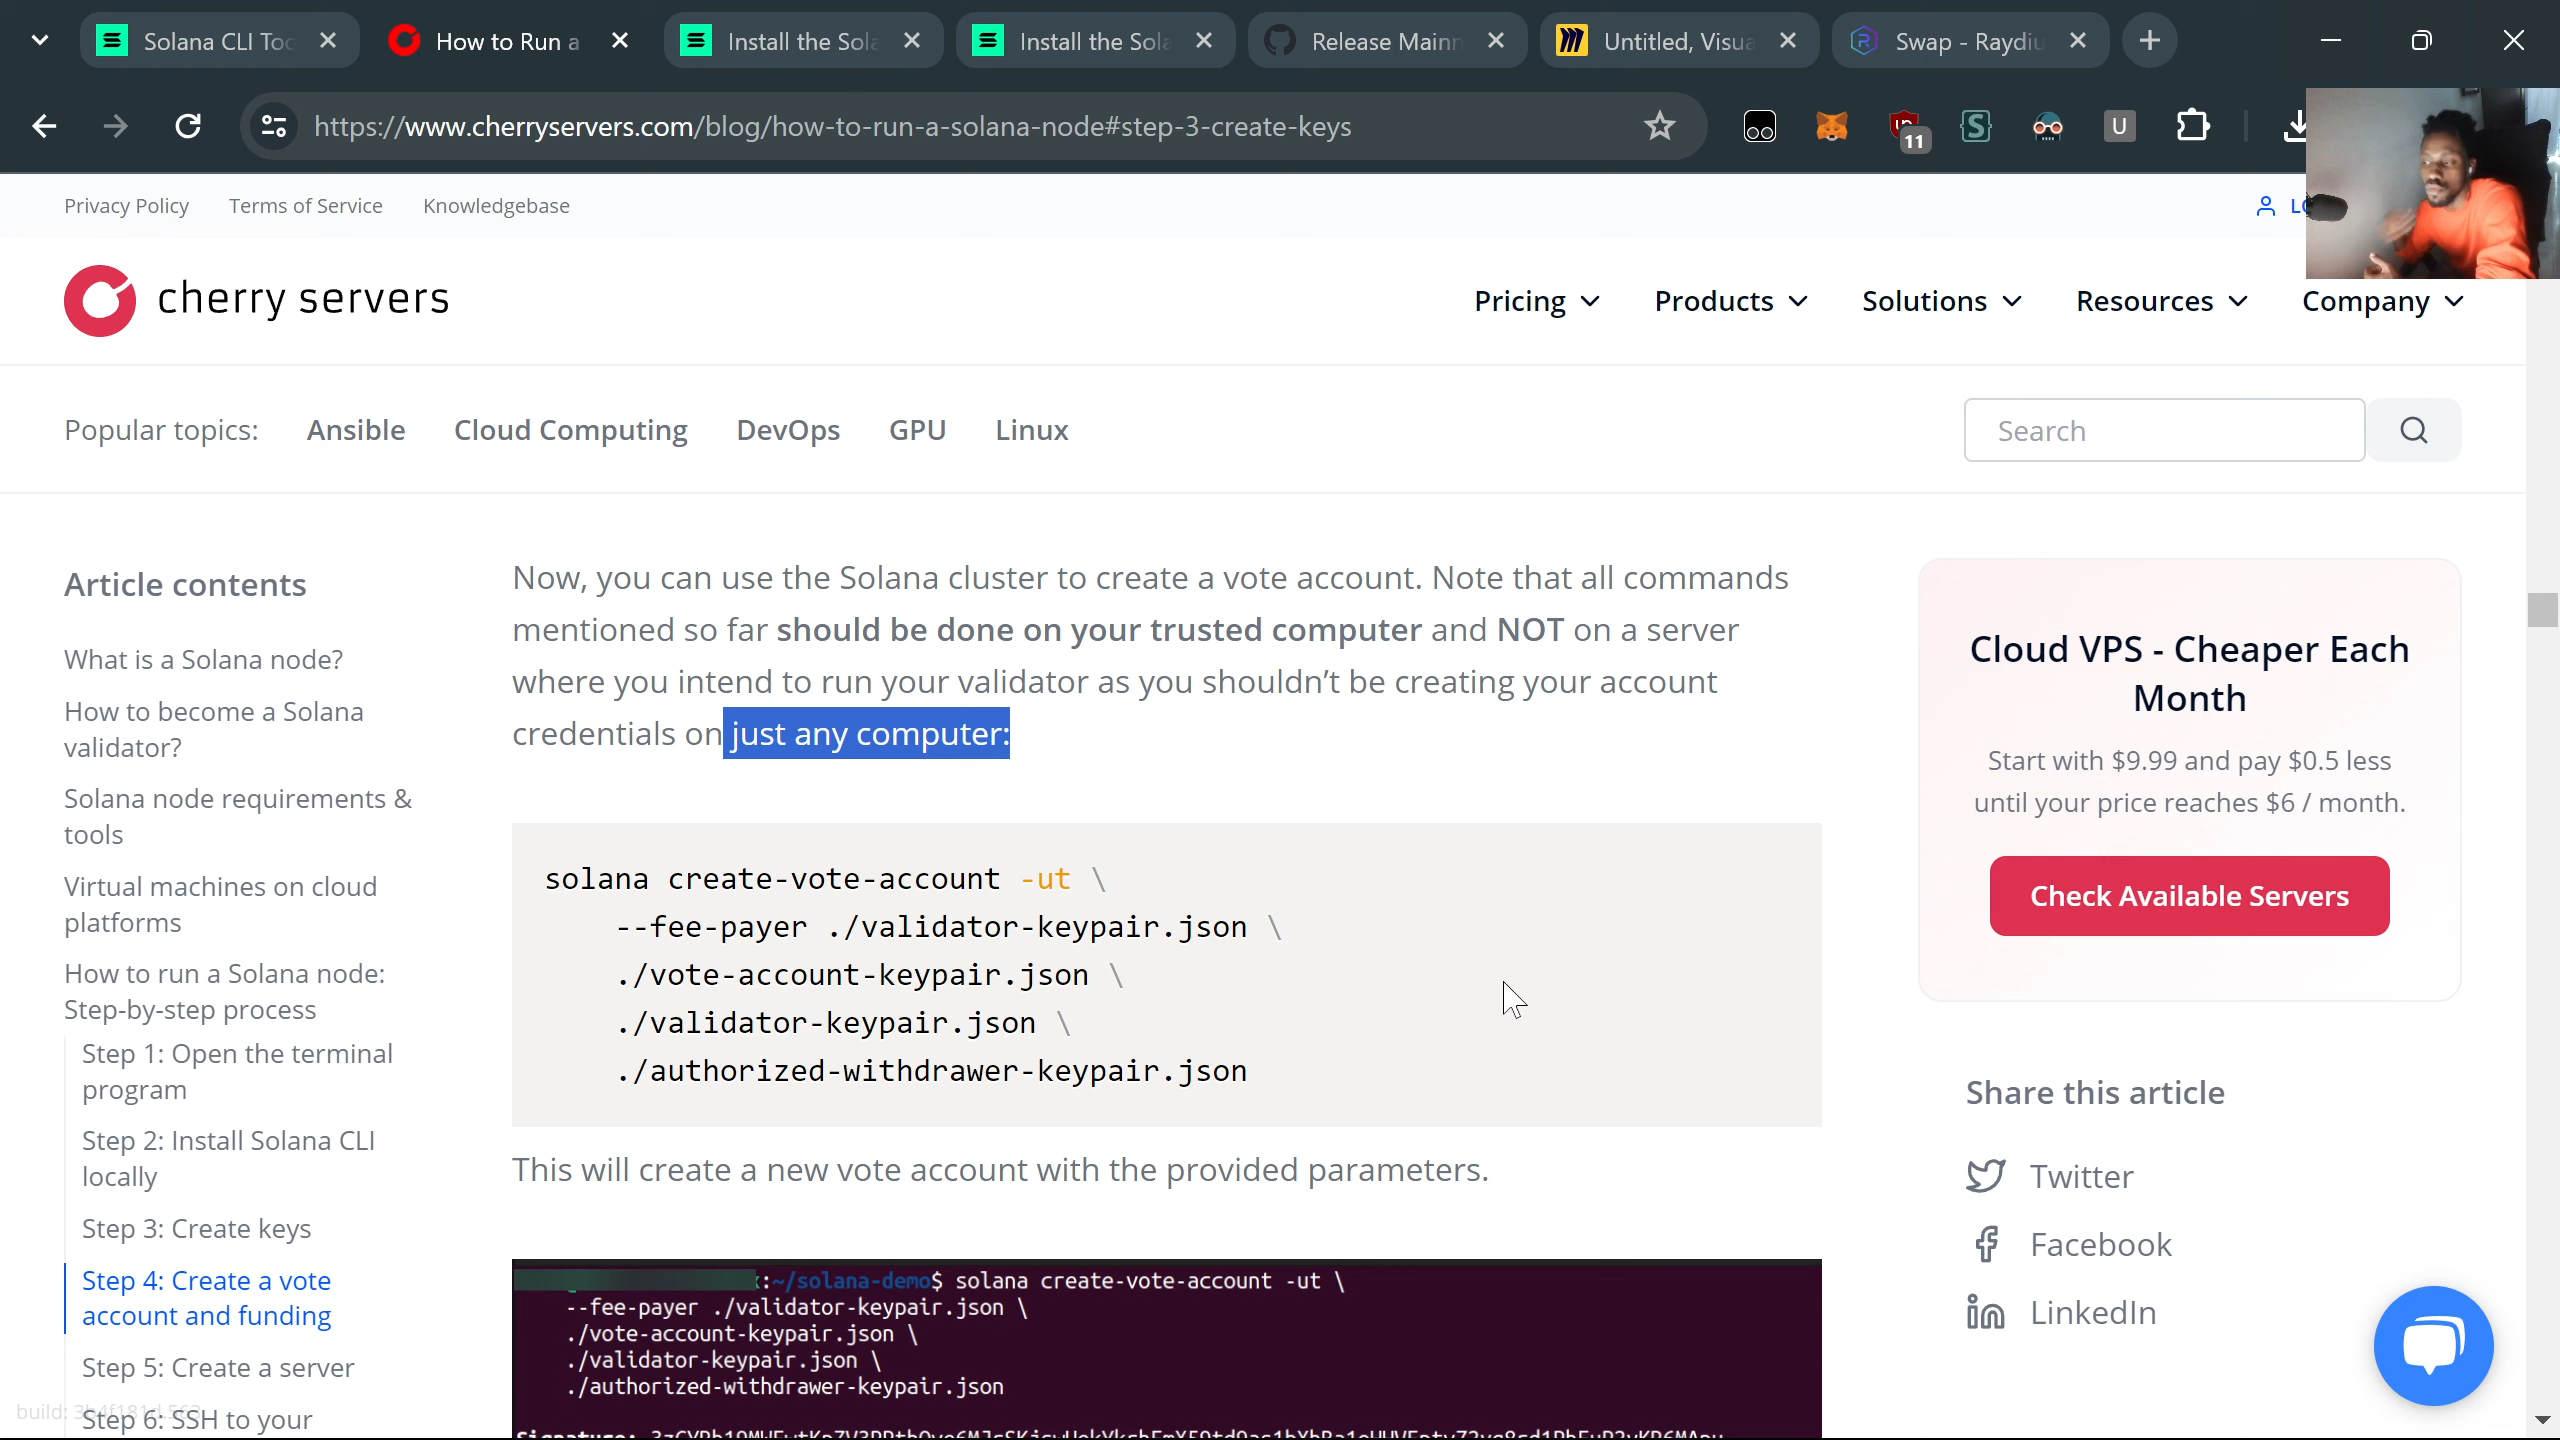 Solana CLI Too
How to Run a
Install the Sola
Install the Sola
Release Mainn
Untitled, Visua
Swap - Raydiu
https://www.cherryservers.com/blog/how-to-run-a-solana-node#step-3-create-keys
11
U
Privacy Policy
Terms of Service
Knowledgebase
cherry servers
Pricing
Products
Solutions
Resources
Company
Popular topics:
Ansible
Cloud Computing
DevOps
GPU
Linux
Search
Article contents
What is a Solana node?
How to become a Solana
validator?
Solana node requirements &
tools
Virtual machines on cloud
platforms
How to run a Solana node:
Step-by-step process
Step 1: Open the terminal
program
Step 2: Install Solana CLI
locally
Step 3: Create keys
Step 4: Create a vote
account and funding
Step 5: Create a server
Step 6: SSH to your
Now, you can use the Solana cluster to create a vote account. Note that all commands
mentioned so far should be done on your trusted computer and NOT on a server
where you intend to run your validator as you shouldn’t be creating your account
credentials on just any computer:
solana create-vote-account -ut \
--fee-payer ./validator-keypair.json \
./vote-account-keypair.json \
./validator-keypair.json \
./authorized-withdrawer-keypair.json
This will create a new vote account with the provided parameters.
:~/solana-demo$ solana create-vote-account -ut \
--fee-payer ./validator-keypair.json \
./vote-account-keypair.json \
./validator-keypair.json \
./authorized-withdrawer-keypair.json
Cloud VPS - Cheaper Each
Month
Start with $9.99 and pay $0.5 less
until your price reaches $6 / month.
Check Available Servers
Share this article
Twitter
Facebook
LinkedIn